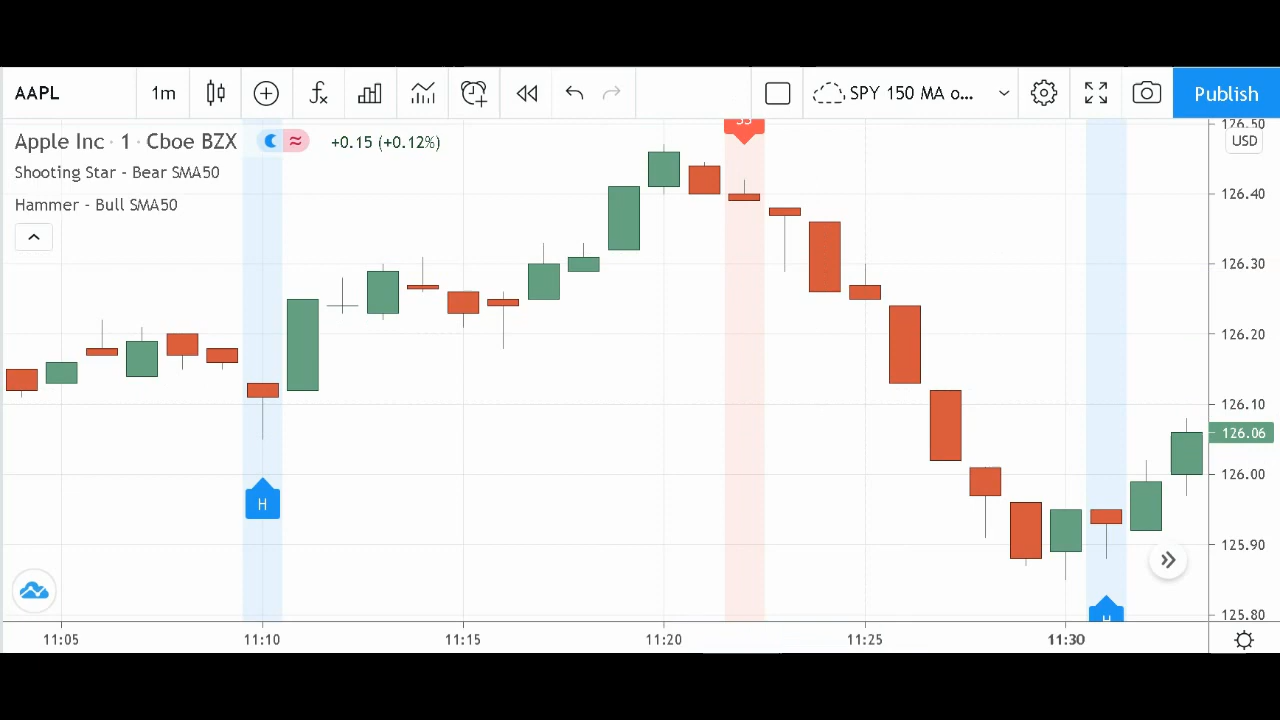 AAPL 1m SPY 150 MA o... Publish
Apple Inc · 1 · Cboe BZX +0.15 (+0.12%)
Shooting Star - Bear SMA50
Hammer - Bull SMA50
126.50
USD
126.40
126.30
126.20
126.10
126.06
126.00
125.90
125.80
H
H
11:05 11:10 11:15 11:20 11:25 11:30